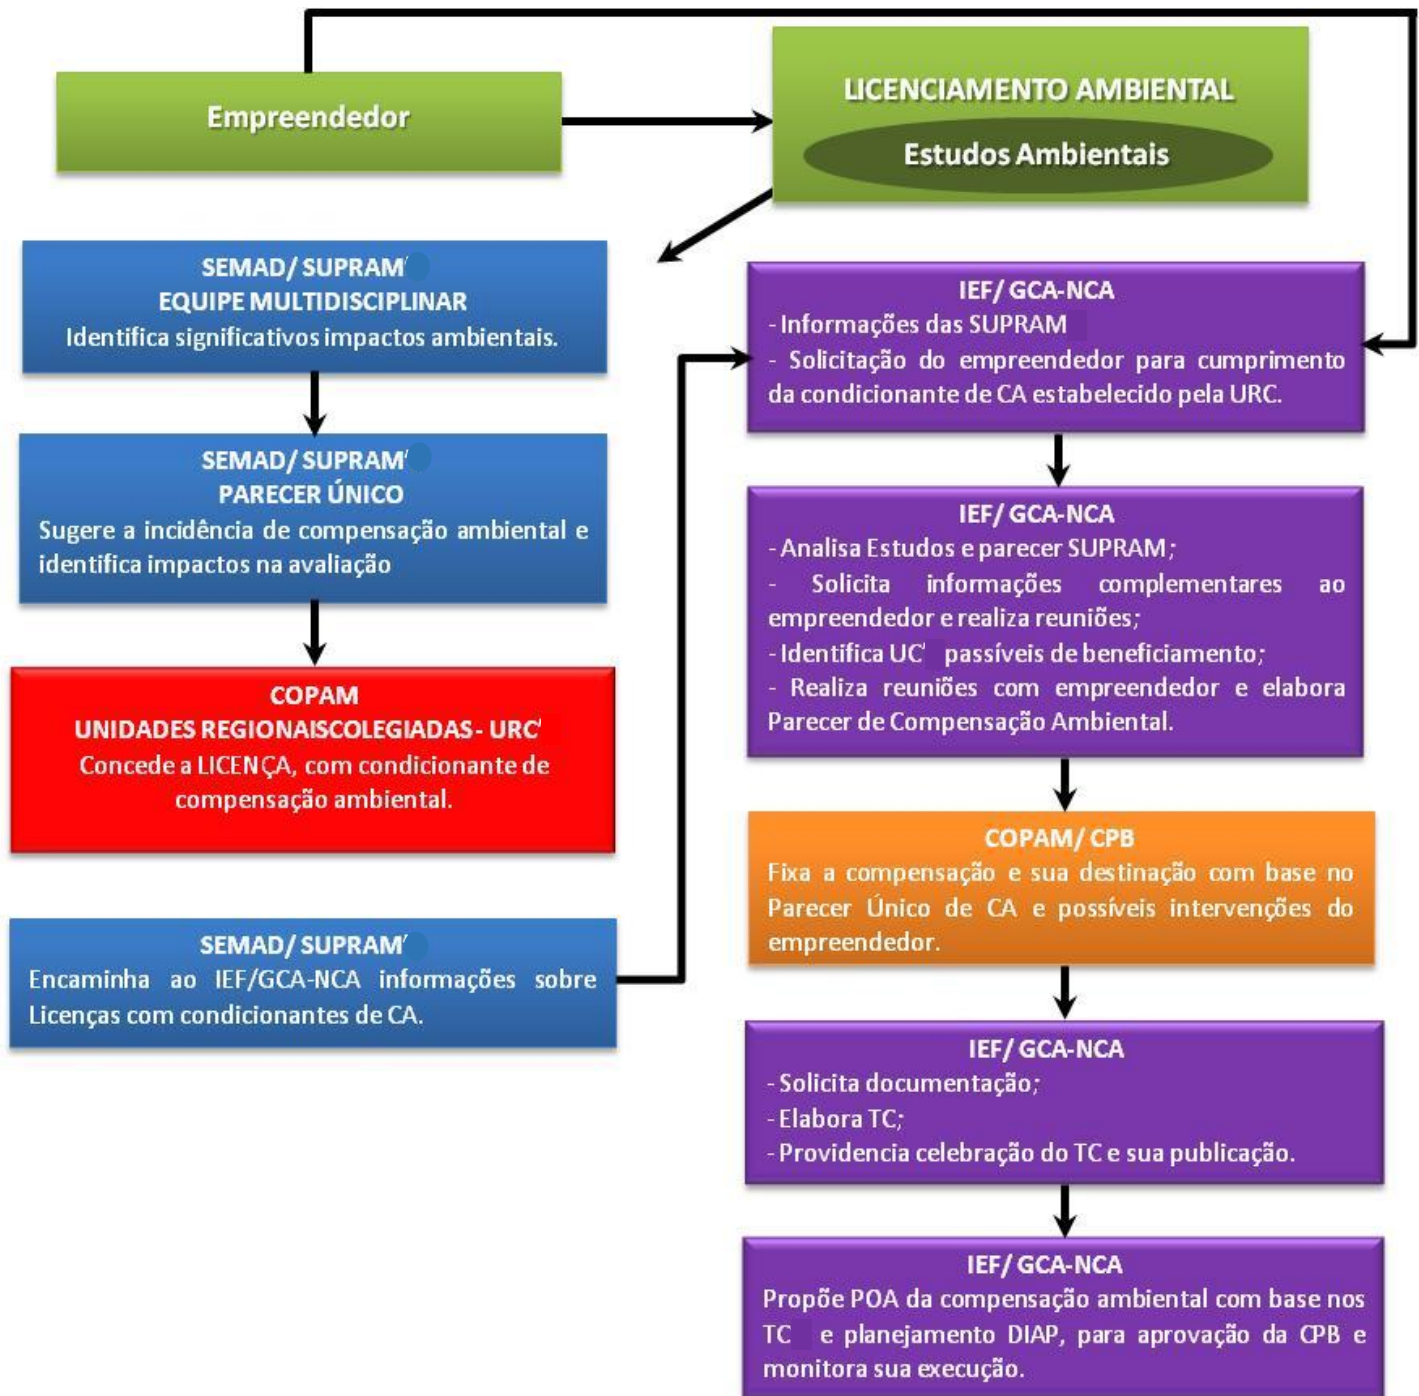 Empreendedor
LICENCIAMENTO AMBIENTAL
Estudos Ambientais
SEMAD/ SUPRAM'
EQUIPE MULTIDISCIPLINAR
Identifica significativos impactos ambientais.
SEMAD/ SUPRAM'
PARECER ÚNICO
Sugere a incidência de compensação ambiental e
identifica impactos na avaliação
COPAM
UNIDADES REGIONAISCOLEGIADAS - URC'
Concede a LICENÇA, com condicionante de
compensação ambiental.
SEMAD/ SUPRAM'
Encaminha ao IEF/GCA-NCA informações sobre
Licenças com condicionantes de CA.
IEF/ GCA-NCA
- Informações das SUPRAM
- Solicitação do empreendedor para cumprimento
da condicionante de CA estabelecido pela URC.
IEF/ GCA-NCA
- Analisa Estudos e parecer SUPRAM;
- Solicita informações complementares ao
empreendedor e realiza reuniões;
- Identifica UC' passíveis de beneficiamento;
- Realiza reuniões com empreendedor e elabora
Parecer de Compensação Ambiental.
COPAM/ CPB
Fixa a compensação e sua destinação com base no
Parecer Único de CA e possíveis intervenções do
empreendedor.
IEF/ GCA-NCA
- Solicita documentação;
- Elabora TC;
- Providencia celebração do TC e sua publicação.
IEF/ GCA-NCA
Propõe POA da compensação ambiental com base nos
TC e planejamento DIAP, para aprovação da CPB e
monitora sua execução.